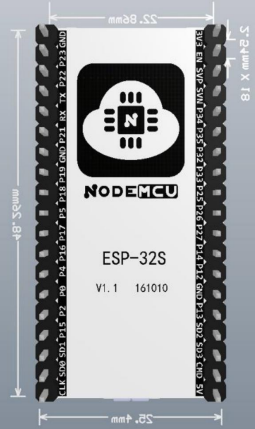 22.86mm
2.54mm X 18
48.26mm
25.4mm
GND
P23
P22
TX
RX
P21
GND
P19
P18
P5
P17
P16
P4
P0
P2
P15
SD1
SD0
CLK
3V3
EN
SVP
SVN
P34
P35
P32
P33
P25
P26
P27
P14
P12
GND
P13
SD2
SD3
CMD
5V
N
NODEMCU
ESP-32S
V1.1 161010